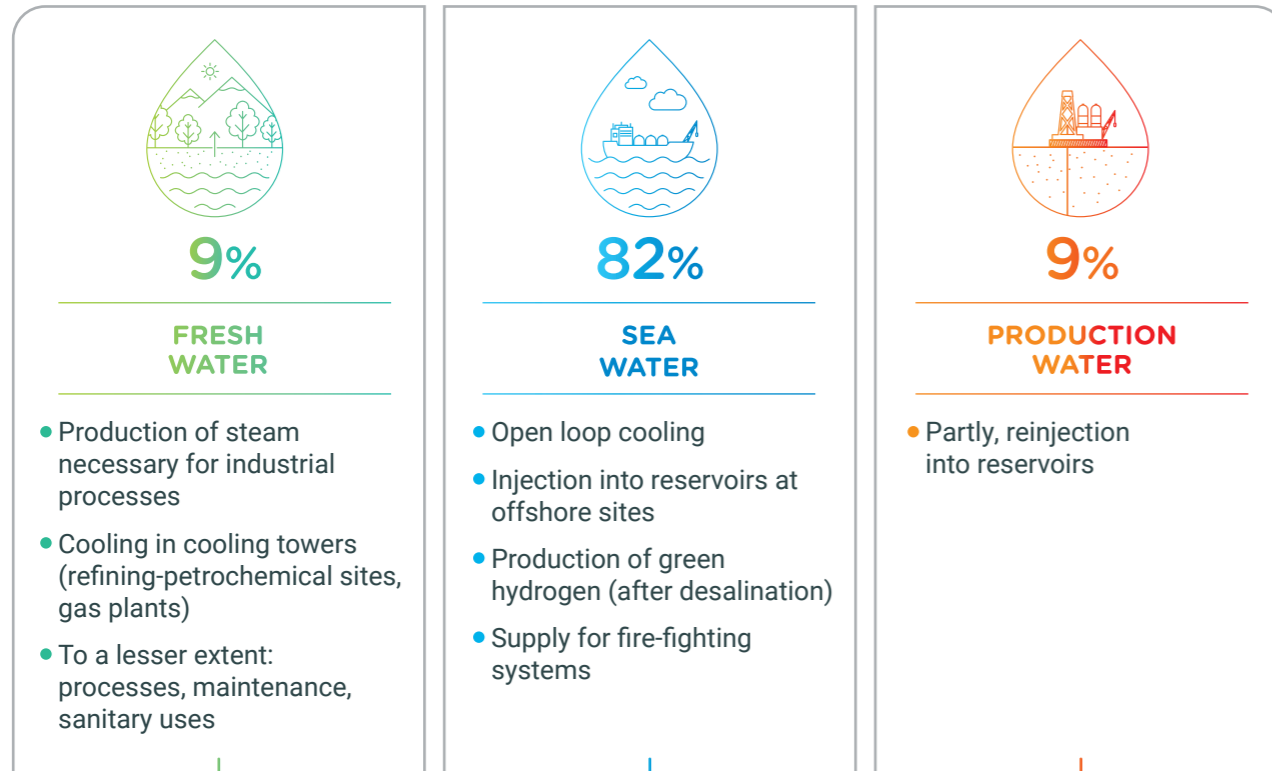 9%
FRESH
WATER
• Production of steam
necessary for industrial
processes
• Cooling in cooling towers
(refining-petrochemical sites,
gas plants)
• To a lesser extent:
processes, maintenance,
sanitary uses
82%
SEA
WATER
• Open loop cooling
• Injection into reservoirs at
offshore sites
• Production of green
hydrogen (after desalination)
• Supply for fire-fighting
systems
9%
PRODUCTION
WATER
• Partly, reinjection
into reservoirs